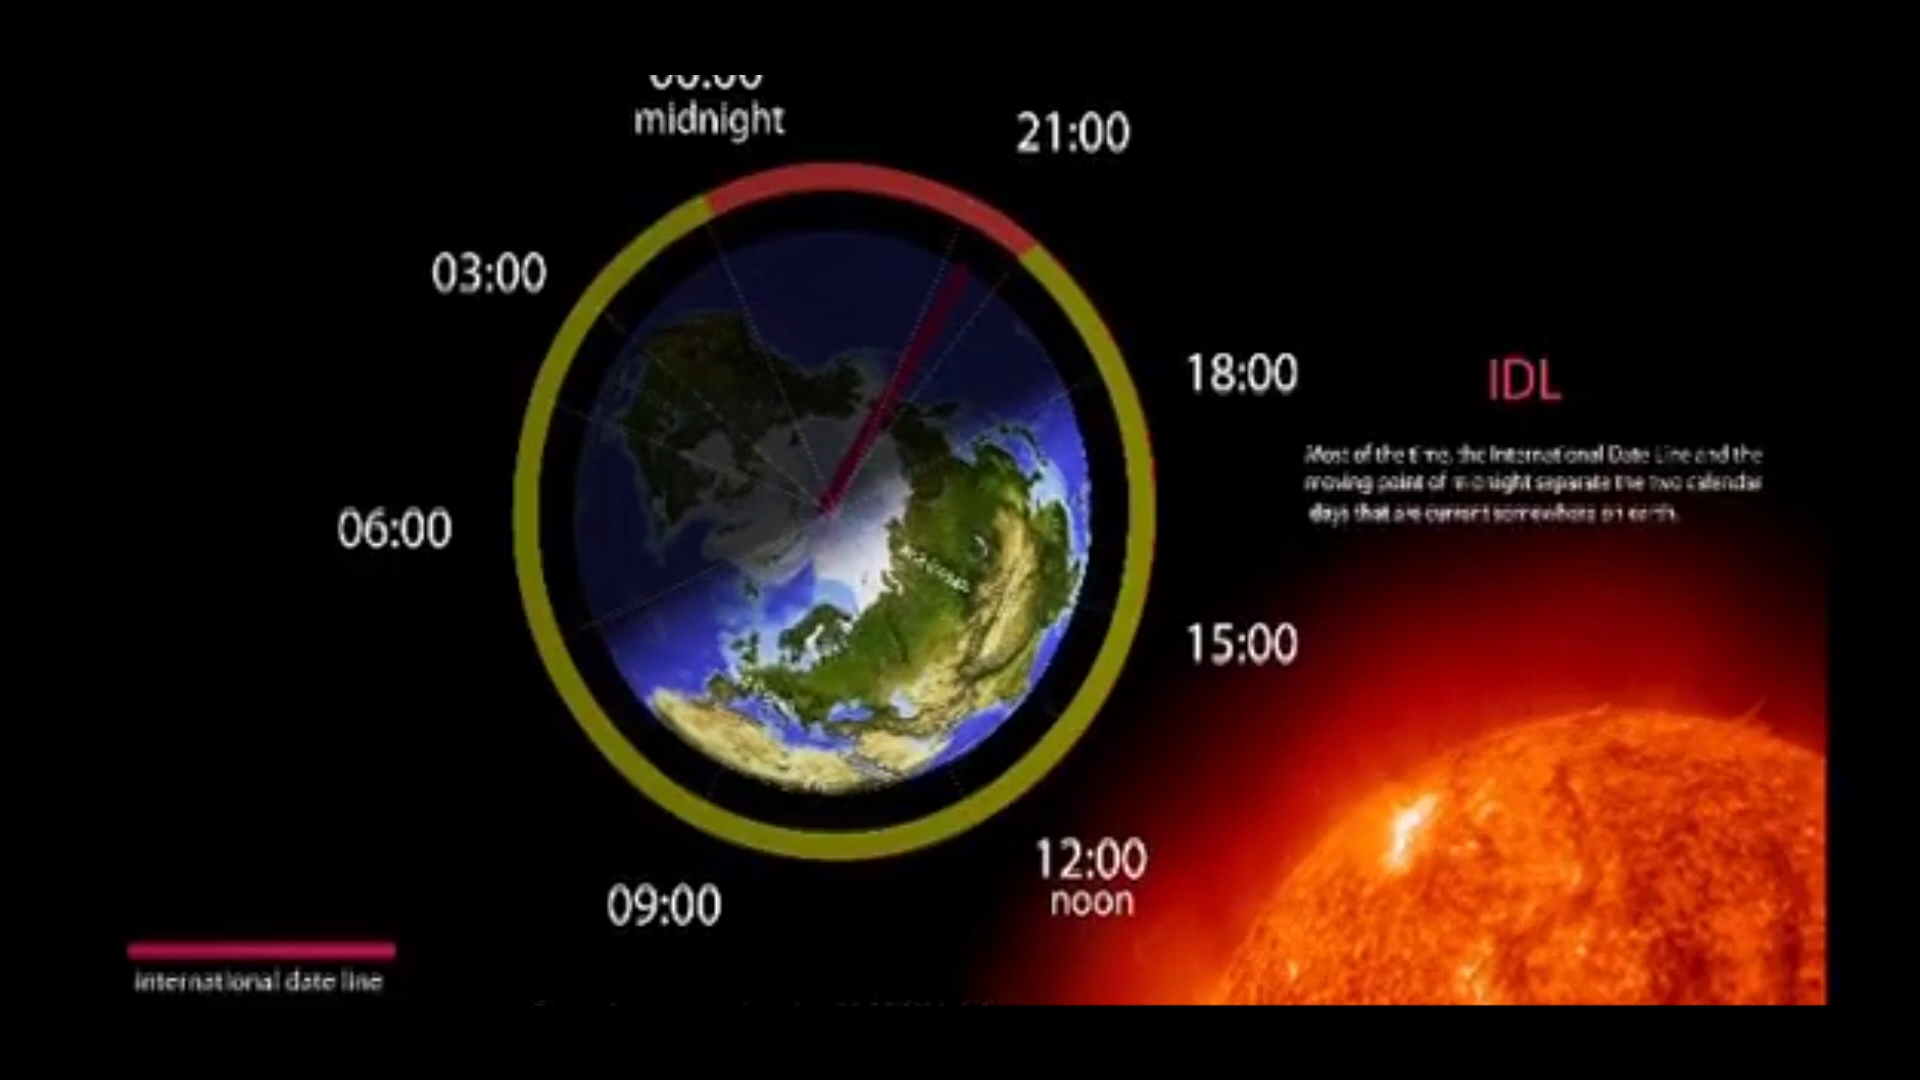 midnight
21:00
03:00
18:00
IDL
Most of the time, the International Date Line and the
moving point of midnight separate the two calendar
days that are current somewhere on earth.
06:00
15:00
12:00
noon
09:00
international date line